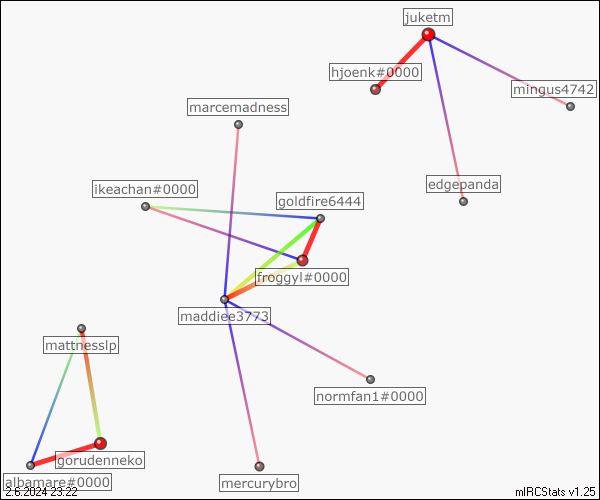 juketm
hjoenk#0000
mingus4742
marcemadness
ikeachan#0000
edgepanda
goldfire6444
froggyl#0000
maddiee3773
mattnesslp
normfan1#0000
gorudenneko
albamare#0000
mercurybro
2.6.2024 23.22
mIRCStats v1.25